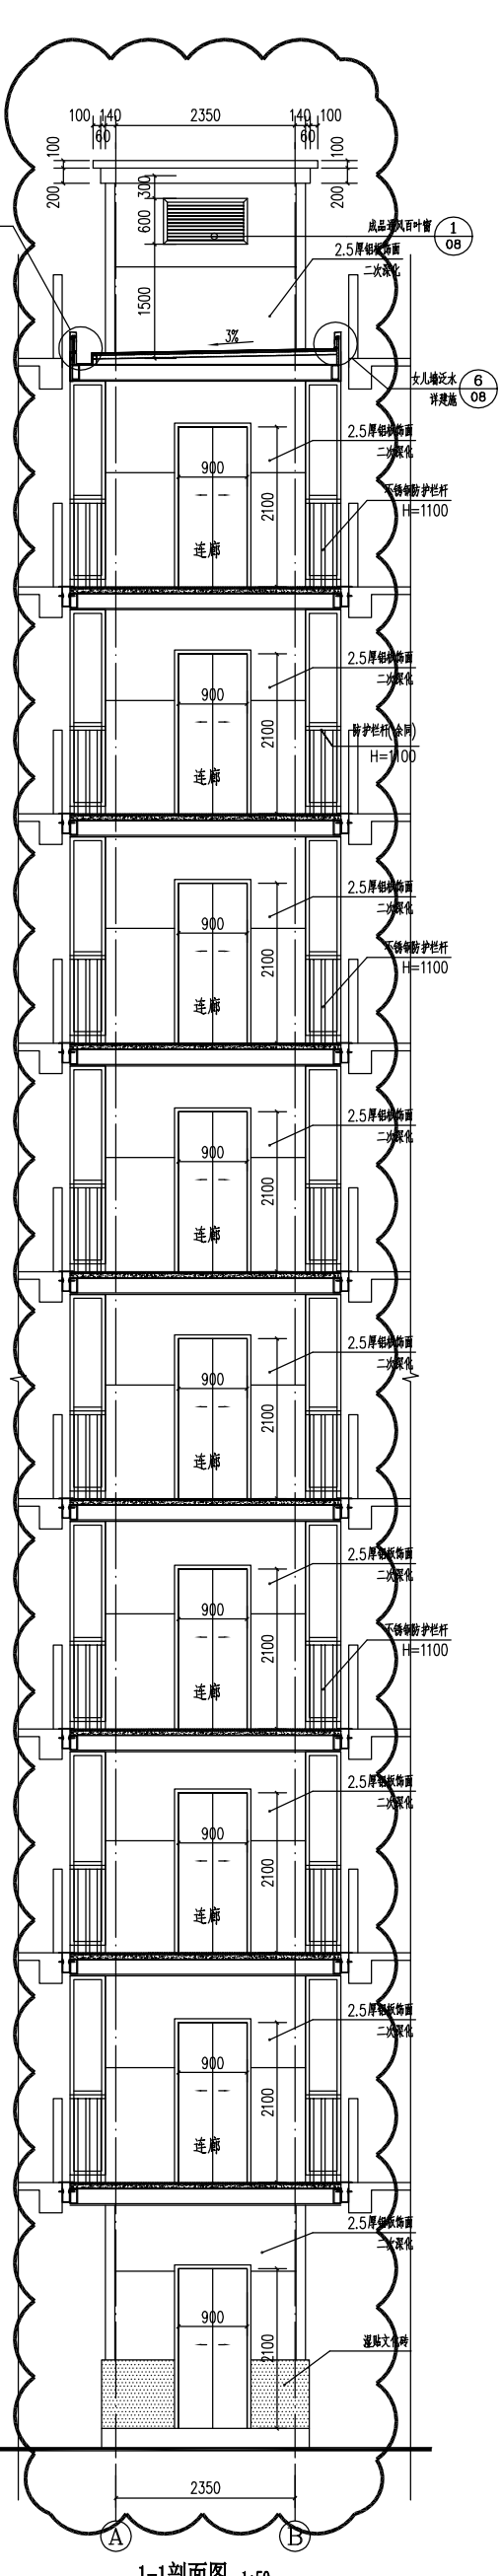 100 140 2350 140 100
60 60
100 100
200 300 200
600
成品通风百叶窗 1
08
2.5厚铝板饰面
二次深化
1500
3%
女儿墙泛水 6
详建施 08
2.5厚铝板饰面
二次深化
900
不锈钢防护栏杆
H=1100
2100
连廊
2.5厚铝板饰面
二次深化
900
防护栏杆(余同)
H=1100
2100
连廊
2.5厚铝板饰面
二次深化
900
不锈钢防护栏杆
H=1100
2100
连廊
2.5厚铝板饰面
二次深化
900
2100
连廊
2.5厚铝板饰面
二次深化
900
2100
连廊
2.5厚铝板饰面
二次深化
900
不锈钢防护栏杆
H=1100
2100
连廊
2.5厚铝板饰面
二次深化
900
2100
连廊
2.5厚铝板饰面
二次深化
900
2100
连廊
2.5厚铝板饰面
二次深化
900
2100
湿贴文化砖
2350
A B
1-1剖面图 1:50